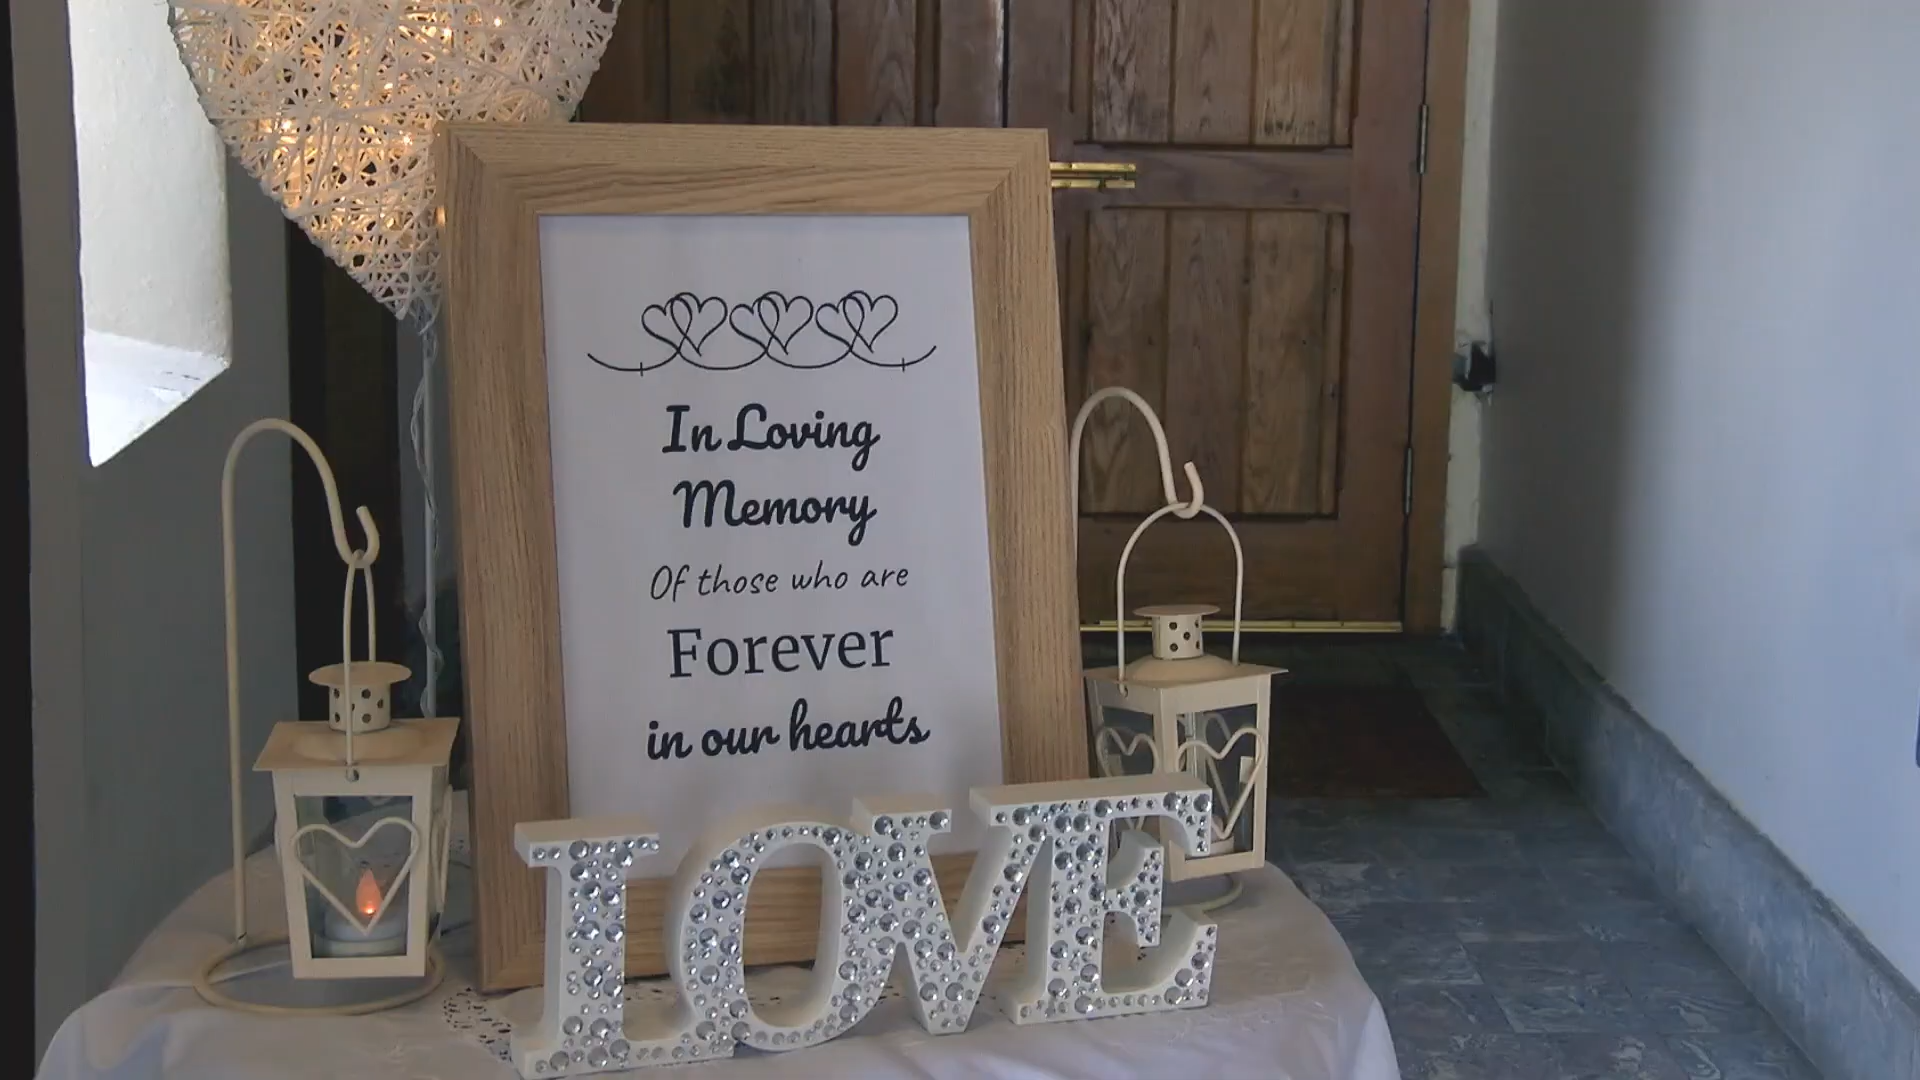 In Loving
Memory
Of those who are
Forever
in our hearts
LOVE